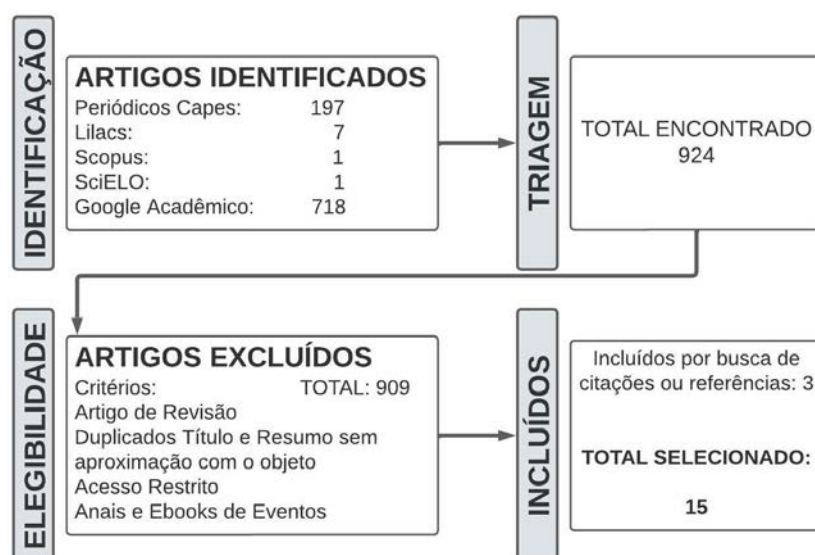 IDENTIFICAÇÃO
ARTIGOS IDENTIFICADOS
Periódicos Capes: 197
Lilacs: 7
Scopus: 1
SciELO: 1
Google Acadêmico: 718
TRIAGEM
TOTAL ENCONTRADO
924
ELEGIBILIDADE
ARTIGOS EXCLUÍDOS
Critérios: TOTAL: 909
Artigo de Revisão
Duplicados Título e Resumo sem
aproximação com o objeto
Acesso Restrito
Anais e Ebooks de Eventos
INCLUÍDOS
Incluídos por busca de
citações ou referências: 3
TOTAL SELECIONADO:
15